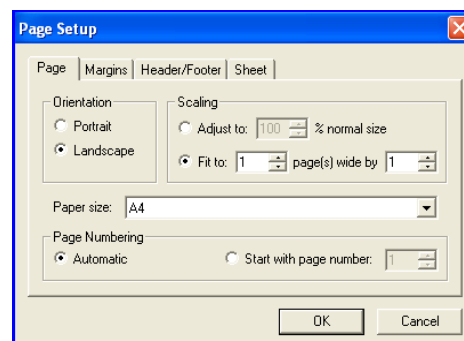 Page Setup
Page Margins Header/Footer Sheet
Orientation
Portrait
Landscape
Scaling
Adjust to: 100 % normal size
Fit to: 1 page(s) wide by 1
Paper size: A4
Page Numbering
Automatic Start with page number: 1
OK Cancel